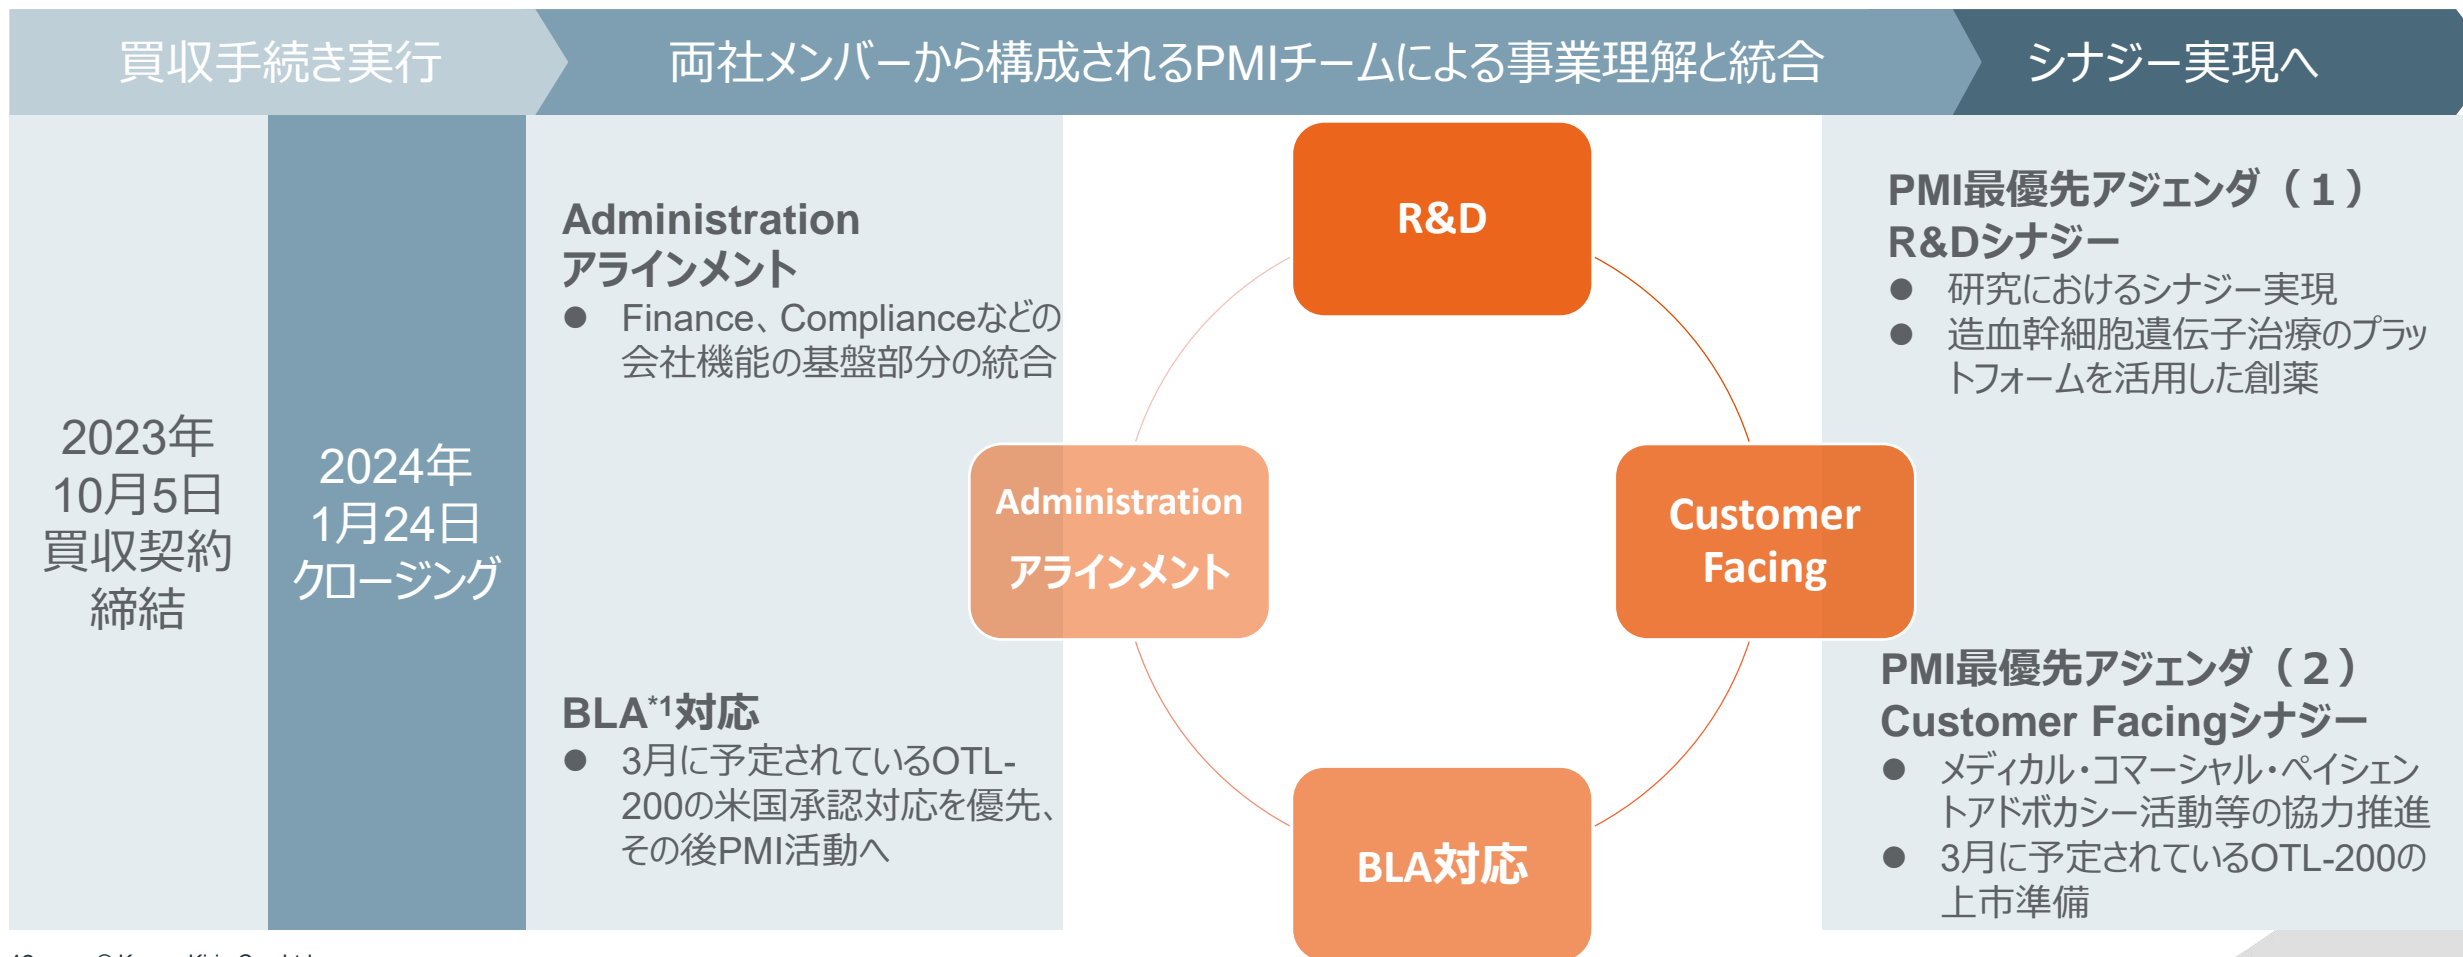 買収手続き実行
両社メンバーから構成されるPMIチームによる事業理解と統合
シナジー実現へ
2023年
10月5日
買収契約
締結
2024年
1月24日
クロージング
Administration
アラインメント
● Finance、Complianceなどの
会社機能の基盤部分の統合
BLA*1対応
● 3月に予定されているOTL-
200の米国承認対応を優先、
その後PMI活動へ
R&D
Administration
アラインメント
Customer
Facing
BLA対応
PMI最優先アジェンダ（１）
R&Dシナジー
● 研究におけるシナジー実現
● 造血幹細胞遺伝子治療のプラッ
トフォームを活用した創薬
PMI最優先アジェンダ（２）
Customer Facingシナジー
● メディカル・コマーシャル・ペイシェン
トアドボカシー活動等の協力推進
● 3月に予定されているOTL-200の
上市準備